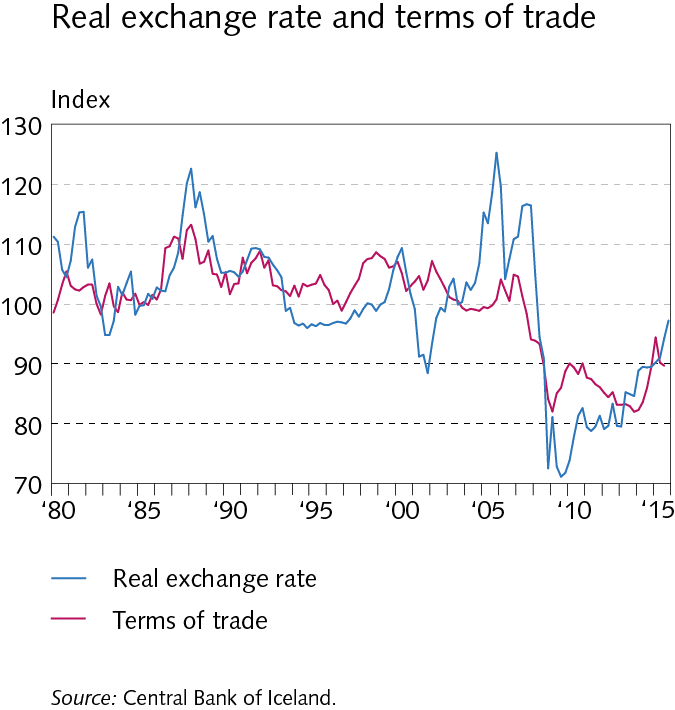 Real exchange rate and terms of trade
Index
130
120
110
100
90
80
70
‘80 ‘85 ‘90 ‘95 ‘00 ‘05 ‘10 ‘15
Real exchange rate
Terms of trade
Source: Central Bank of Iceland.